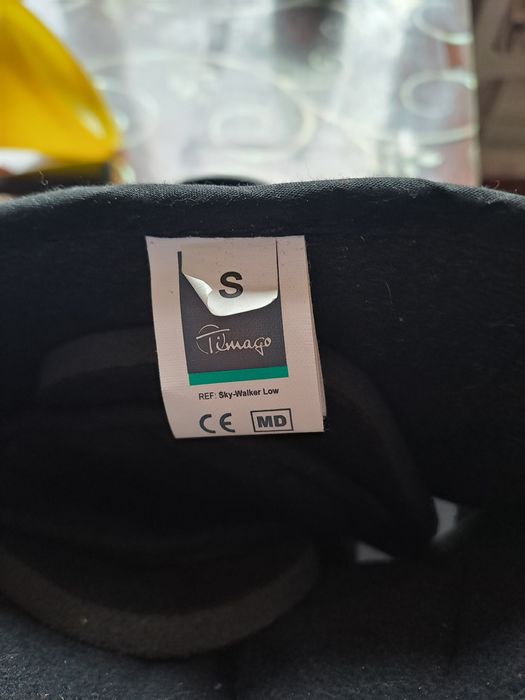 S
Timago
REF: Sky-Walker Low
CE MD